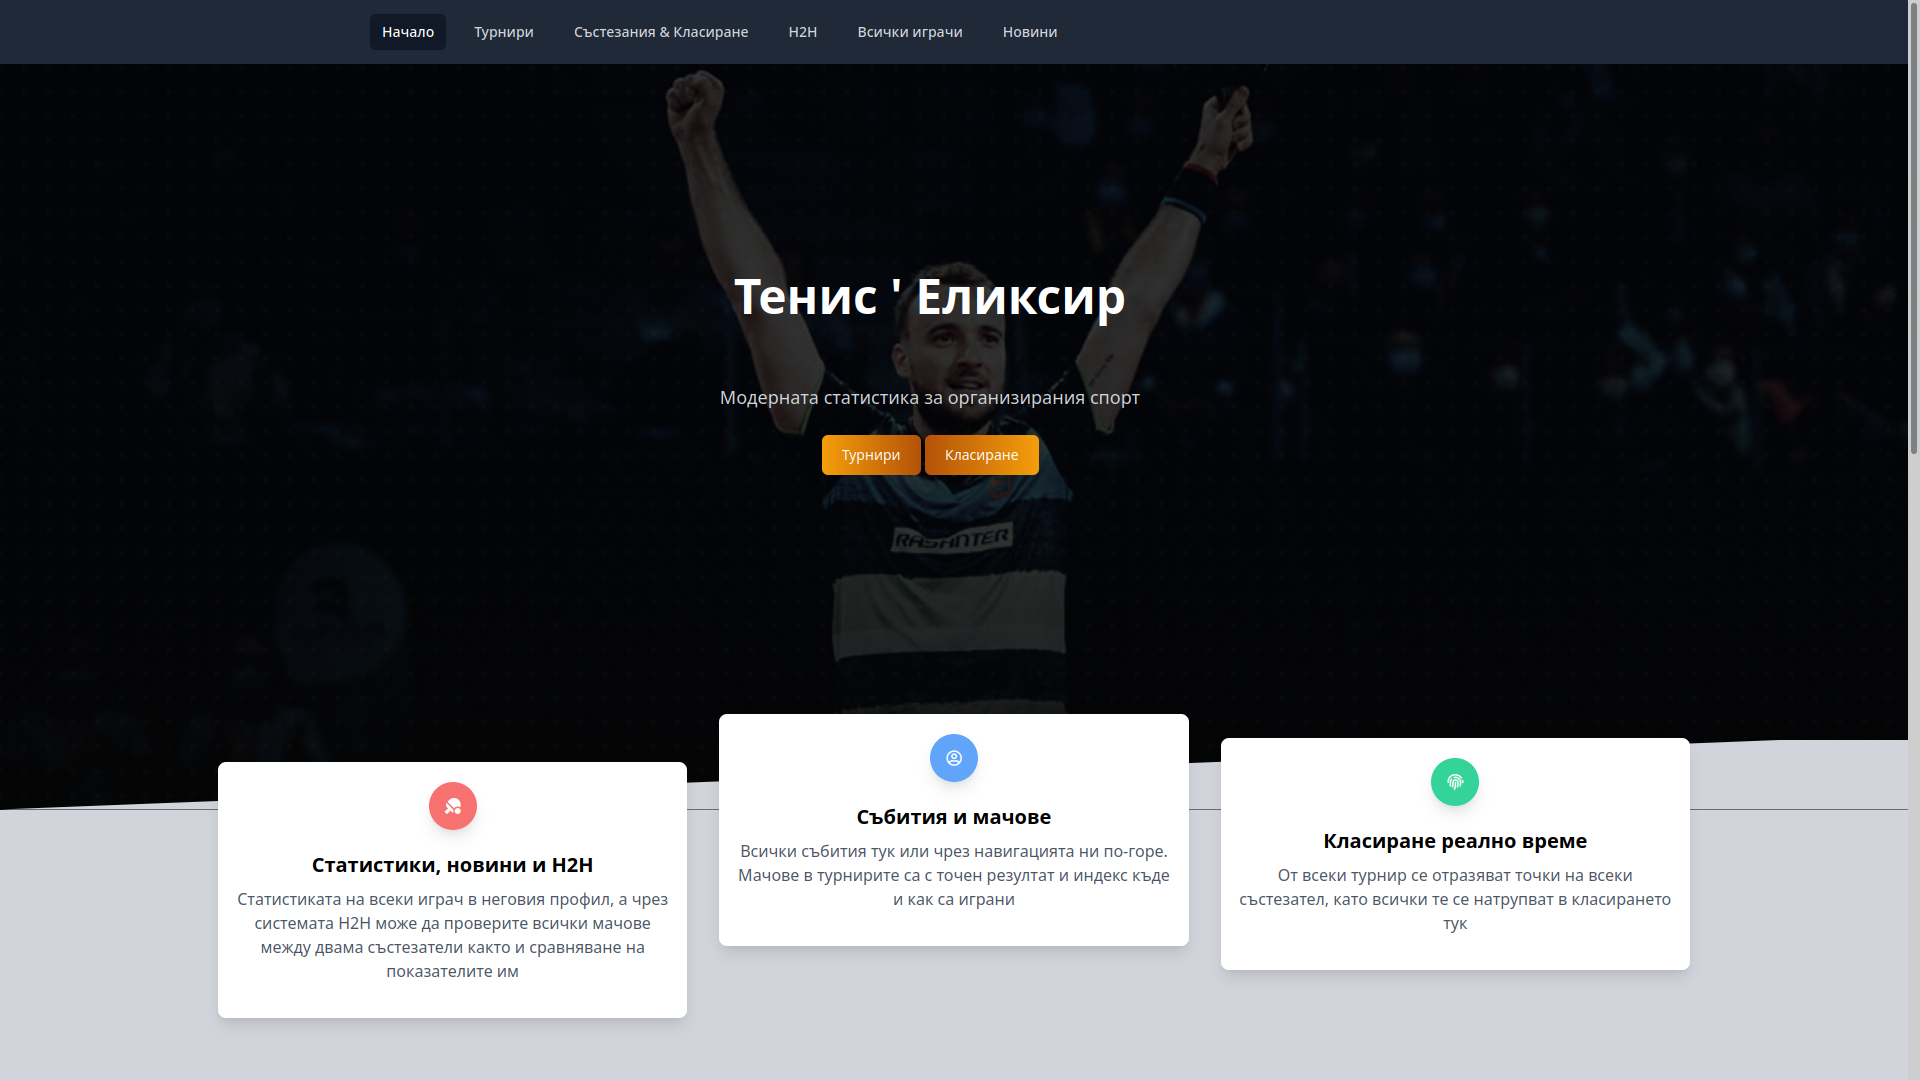 Начало
Турнири
Състезания & Класиране
H2H
Всички играчи
Новини
Тенис ' Еликсир
Модерната статистика за организирания спорт
Турнири
Класиране
RASANTER
Статистики, новини и H2H
Статистиката на всеки играч в неговия профил, а чрез
системата H2H може да проверите всички мачове
между двама състезатели както и сравняване на
показателите им
Събития и мачове
Всички събития тук или чрез навигацията ни по-горе.
Мачове в турнирите са с точен резултат и индекс къде
и как са играни
Класиране реално време
От всеки турнир се отразяват точки на всеки
състезател, като всички те се натрупват в класирането
тук